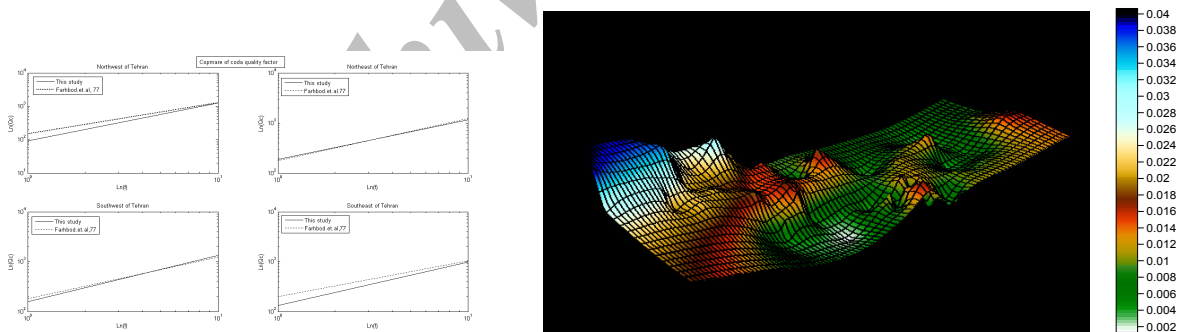 Copmare of coda quality factor
Northwest of Tehran
This study
Farhbod.et.al,77
Ln(Qc)
10^4
10^3
10^2
10^1
10^0
10^1
Ln(f)
Northeast of Tehran
This study
Farhbod.et.al,77
Ln(Qc)
10^4
10^3
10^2
10^1
10^0
10^1
Ln(f)
Southwest of Tehran
This study
Farhbod.et.al,77
Ln(Qc)
10^4
10^3
10^2
10^0
10^1
Ln(f)
Southeast of Tehran
This study
Farhbod.et.al,77
Ln(Qc)
10^4
10^3
10^2
10^0
10^1
Ln(f)
0.04
0.038
0.036
0.034
0.032
0.03
0.028
0.026
0.024
0.022
0.02
0.018
0.016
0.014
0.012
0.01
0.008
0.006
0.004
0.002